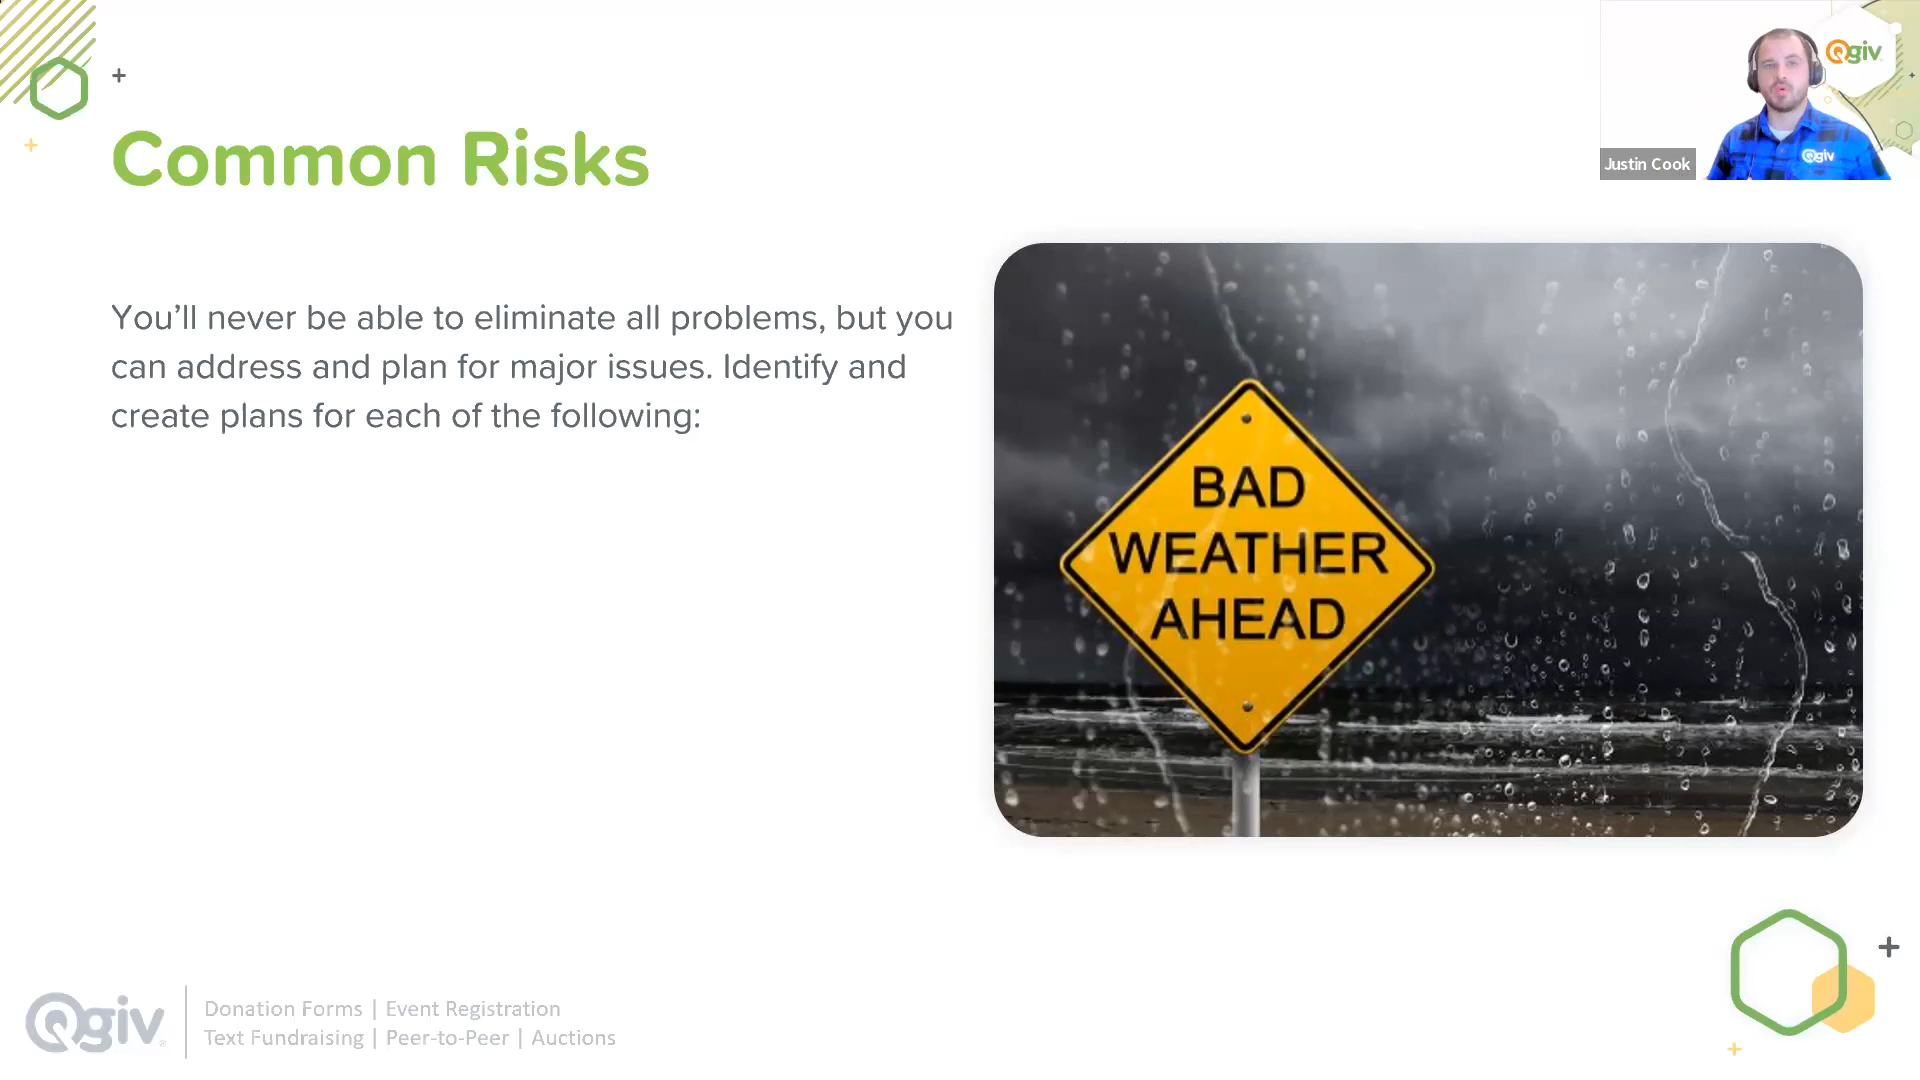 Common Risks
Qgiv
Qgiv
Justin Cook
You’ll never be able to eliminate all problems, but you
can address and plan for major issues. Identify and
create plans for each of the following:
BAD
WEATHER
AHEAD
Qgiv
Donation Forms | Event Registration
Text Fundraising | Peer-to-Peer | Auctions